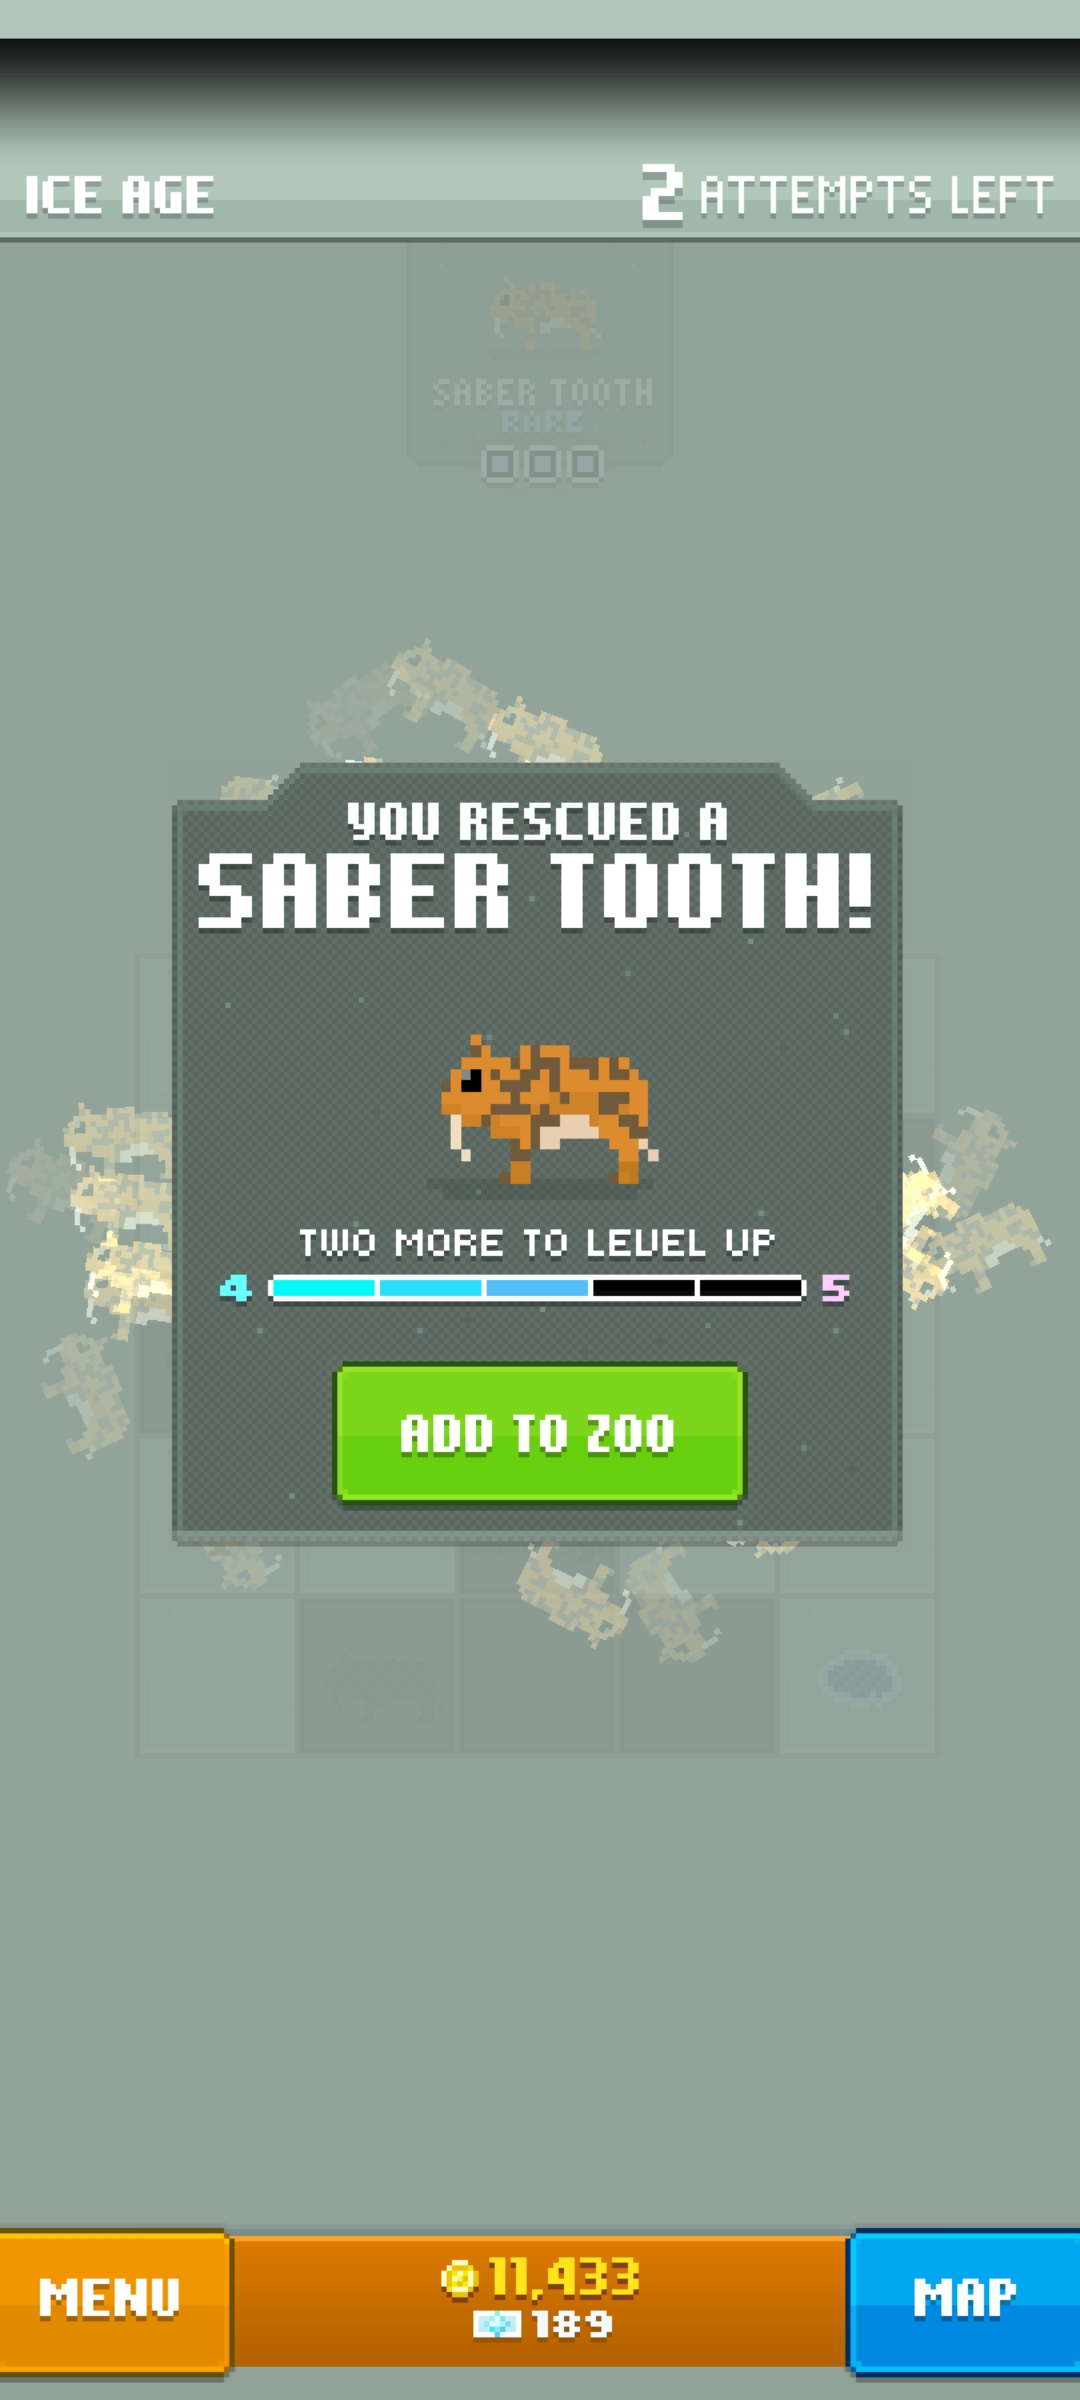 ICE AGE
2 ATTEMPTS LEFT
SABER TOOTH
RARE
YOU RESCUED A
SABER TOOTH!
TWO MORE TO LEVEL UP
4 5
ADD TO ZOO
MENU
11,433
189
MAP